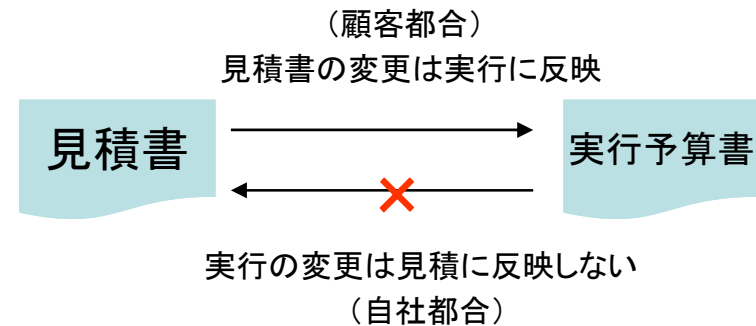 （顧客都合）
見積書の変更は実行に反映
見積書
実行予算書
実行の変更は見積に反映しない
（自社都合）